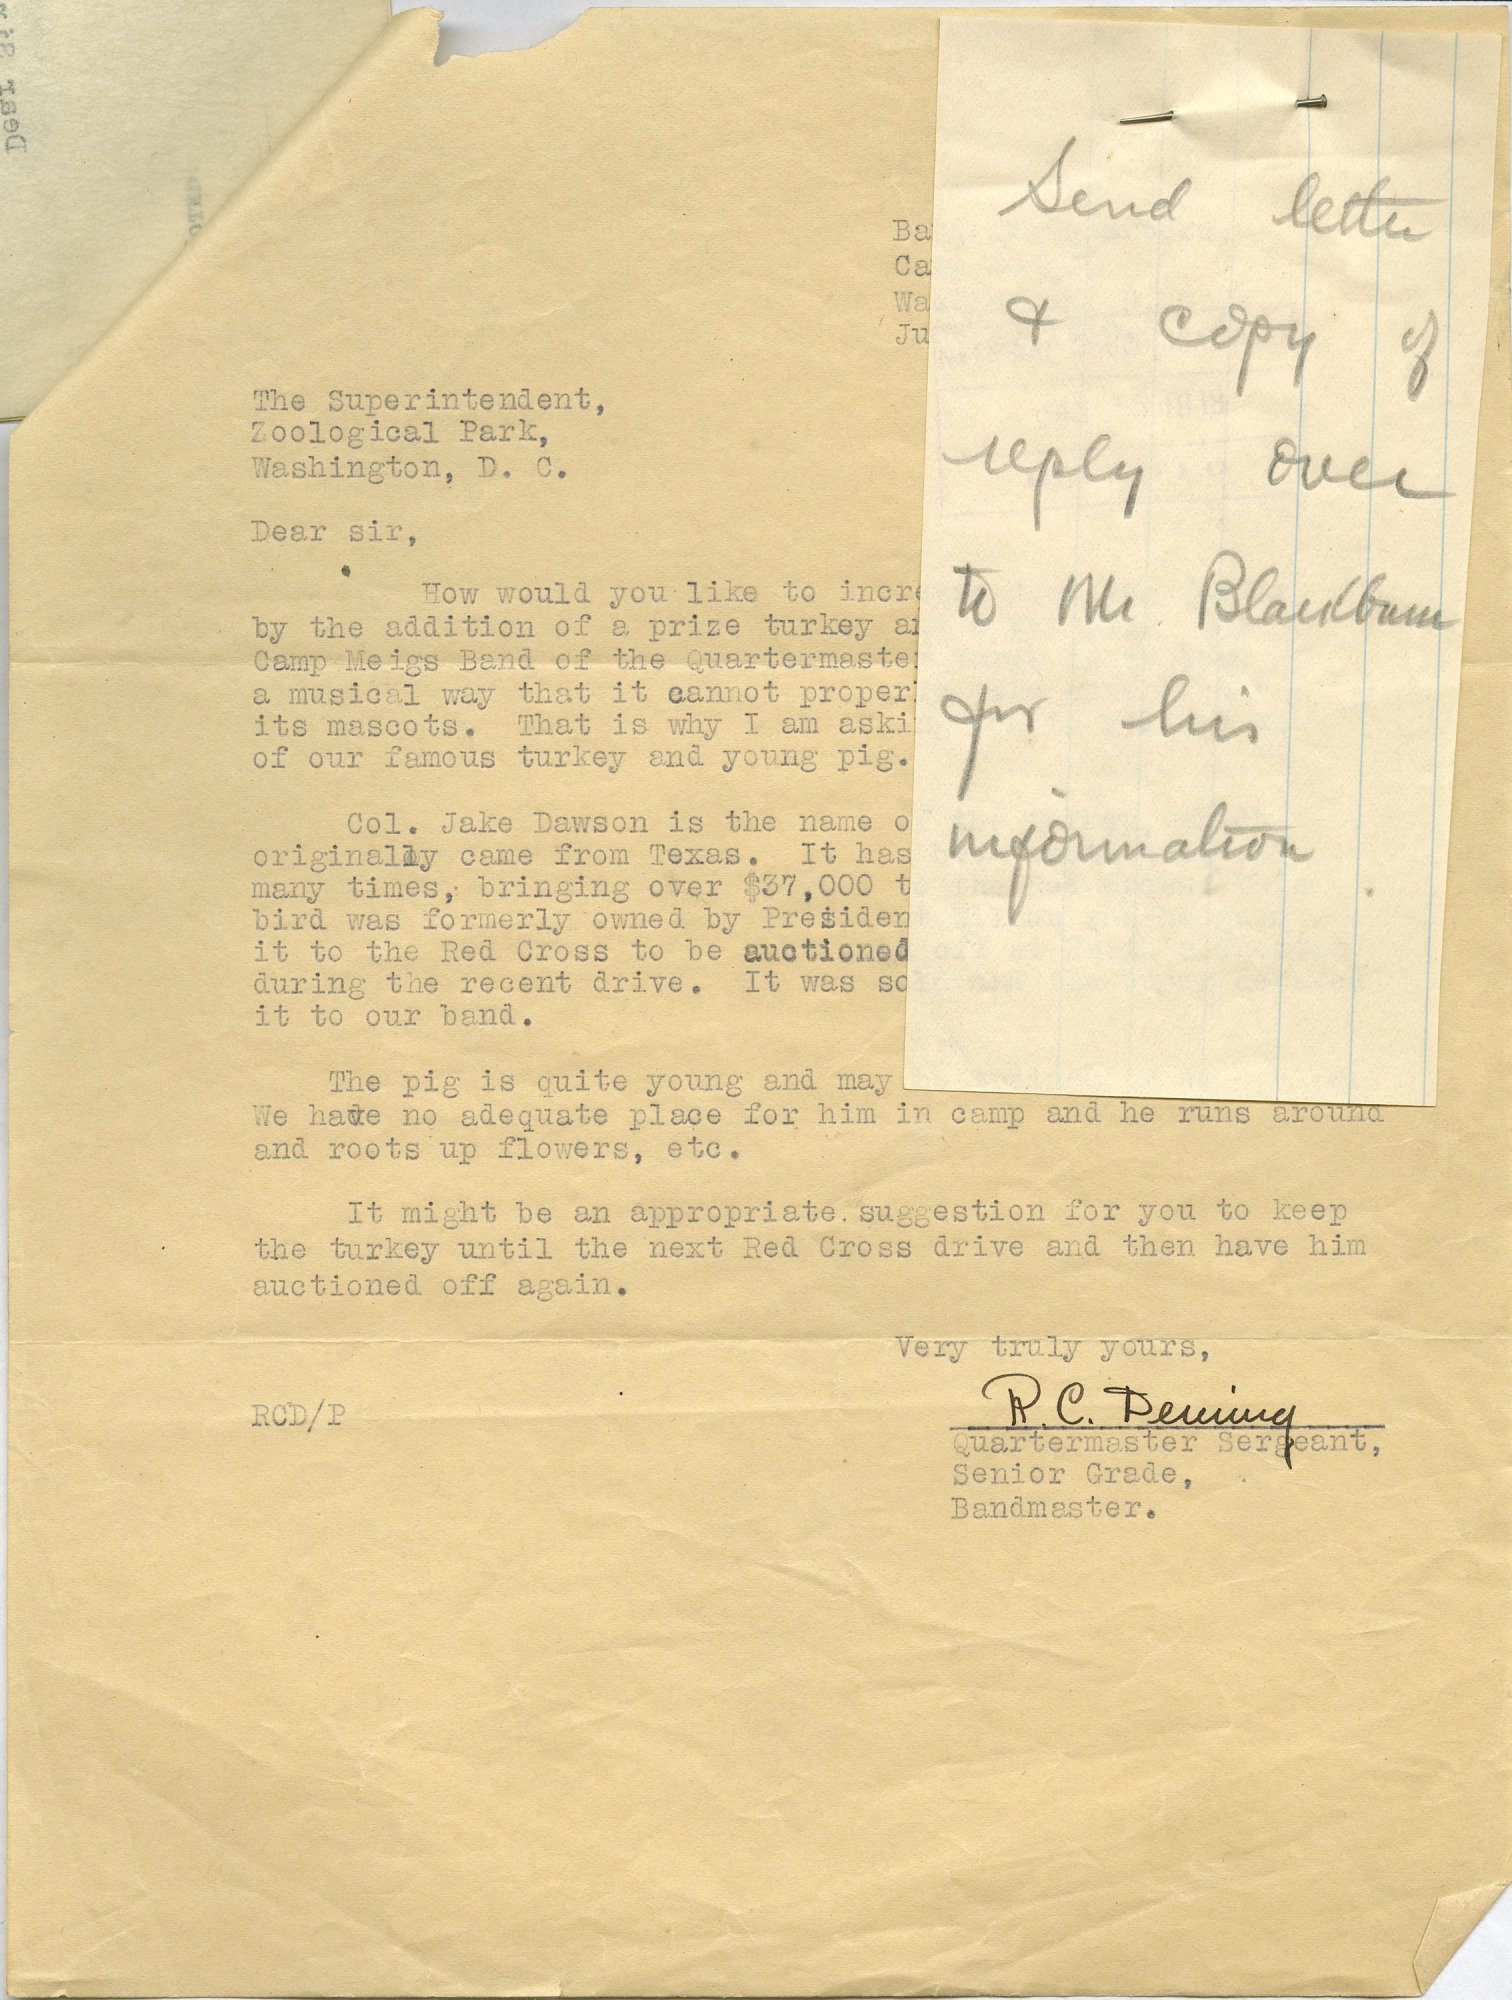 Send letter
& copy of
reply over
to Mr. Blackburn
for his
information.
Ba
Ca
Wa
Ju
The Superintendent,
Zoological Park,
Washington, D. C.
Dear sir,
How would you like to incre
by the addition of a prize turkey an
Camp Meigs Band of the Quartermaster
a musical way that it cannot proper
its mascots. That is why I am aski
of our famous turkey and young pig.
Col. Jake Dawson is the name o
originally came from Texas. It has
many times, bringing over $37,000 t
bird was formerly owned by Presiden
it to the Red Cross to be auctioned
during the recent drive. It was so
it to our band.
The pig is quite young and may
We have no adequate place for him in camp and he runs around
and roots up flowers, etc.
It might be an appropriate suggestion for you to keep
the turkey until the next Red Cross drive and then have him
auctioned off again.
Very truly yours,
R. C. Deming
RCD/P
Quartermaster Sergeant,
Senior Grade,
Bandmaster.
Dear Sir